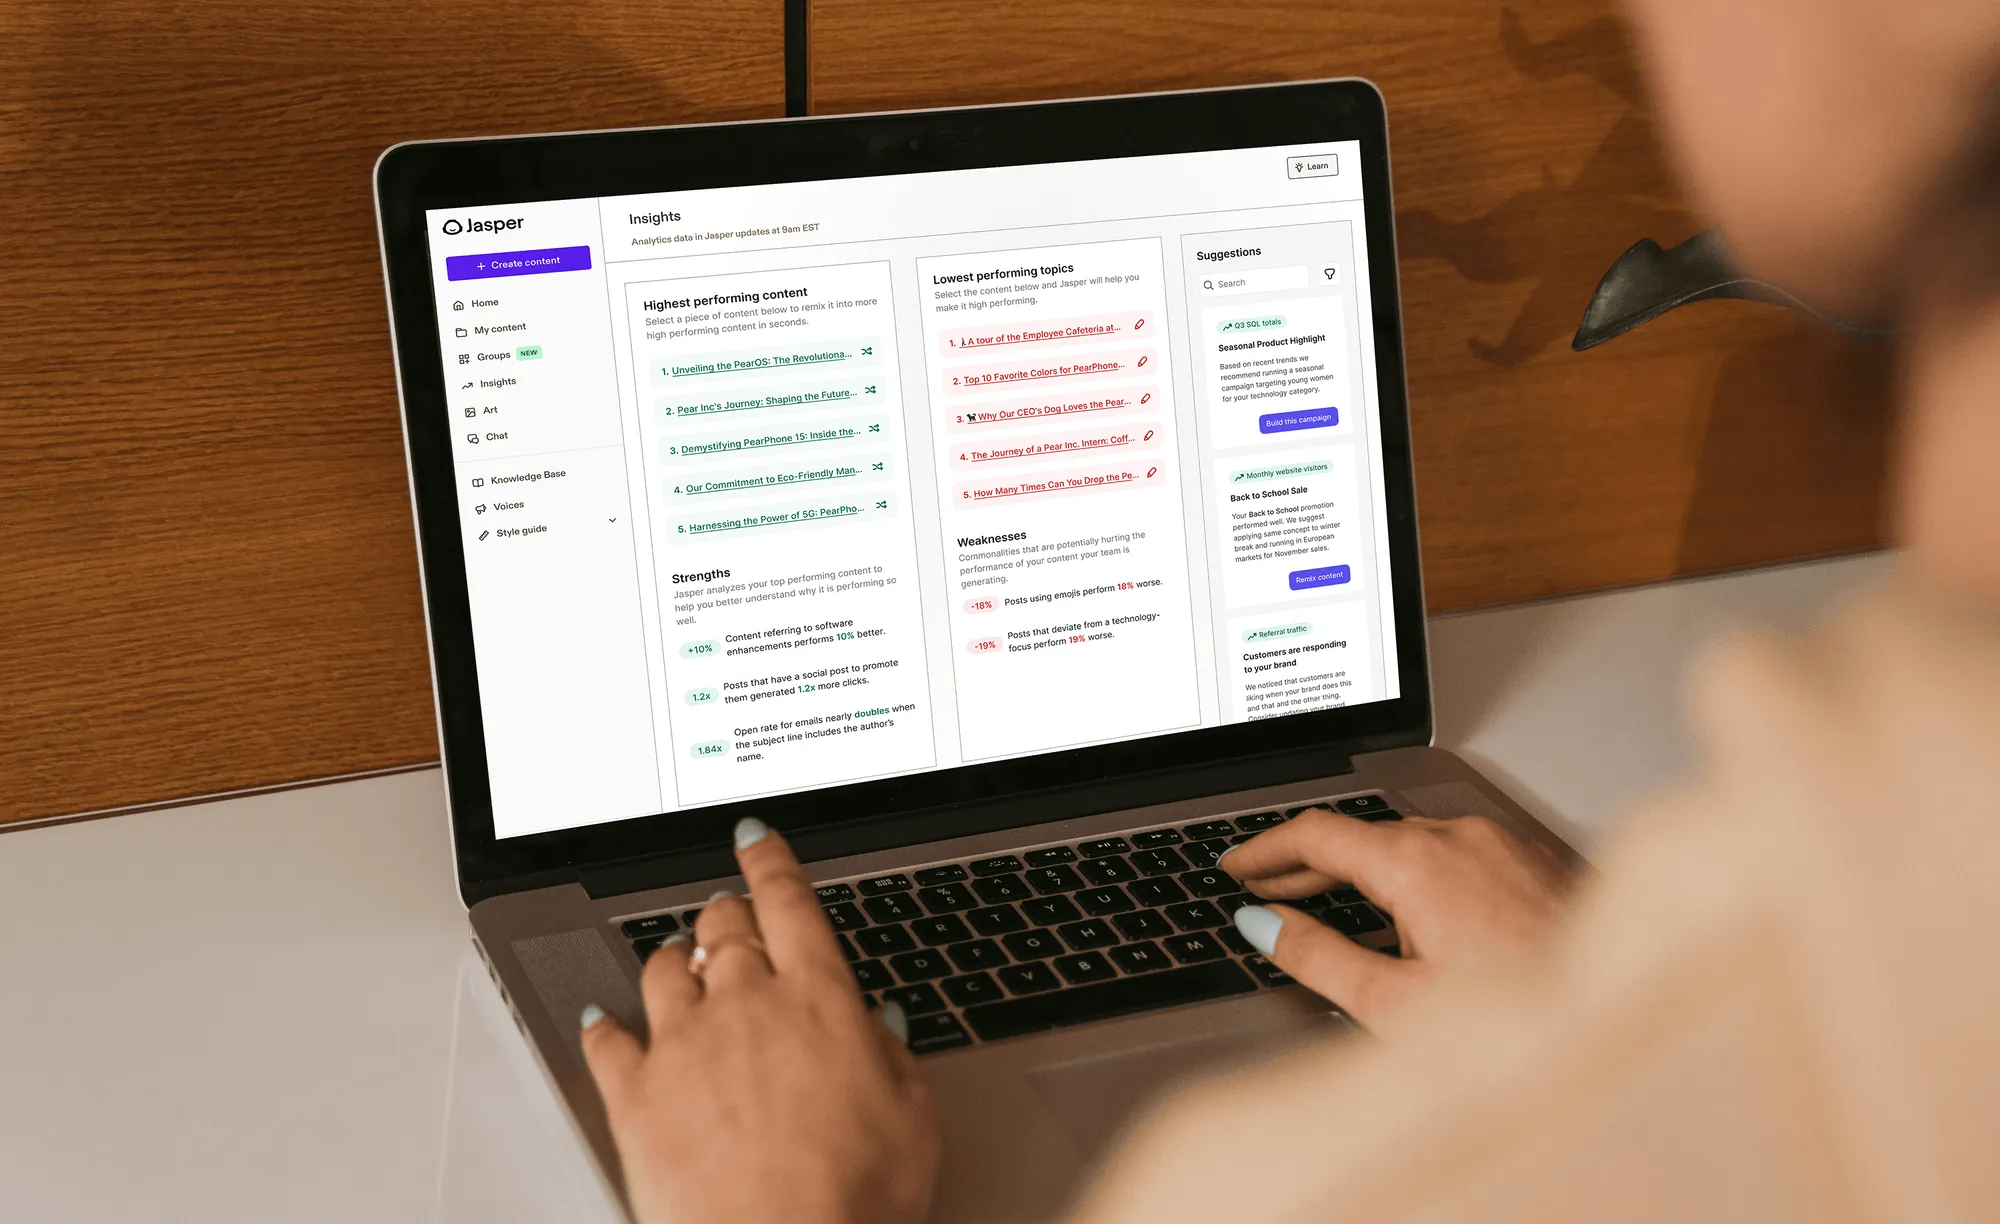 Jasper
+ Create content
Home
My content
Groups NEW
Insights
Art
Chat
Knowledge Base
Voices
Style guide
Insights
Analytics data in Jasper updates at 9am EST
Learn
Highest performing content
Select a piece of content below to remix it into more
high performing content in seconds.
1. Unveiling the PearOS: The Revolutiona...
2. Pear Inc's Journey: Shaping the Future...
3. Demystifying PearPhone 15: Inside the...
4. Our Commitment to Eco-Friendly Man...
5. Harnessing the Power of 5G: PearPho...
Strengths
Jasper analyzes your top performing content to
help you better understand why it is performing so
well.
+10%
Content referring to software
enhancements performs 10% better.
1.2x
Posts that have a social post to promote
them generated 1.2x more clicks.
1.84x
Open rate for emails nearly doubles when
the subject line includes the author's
name.
Lowest performing topics
Select the content below and Jasper will help you
make it high performing.
1. A tour of the Employee Cafeteria at...
2. Top 10 Favorite Colors for PearPhone...
3. Why Our CEO's Dog Loves the Pear...
4. The Journey of a Pear Inc. Intern: Coff...
5. How Many Times Can You Drop the Pe...
Weaknesses
Commonalities that are potentially hurting the
performance of your content your team is
generating.
-18%
Posts using emojis perform 18% worse.
-19%
Posts that deviate from a technology-
focus perform 19% worse.
Suggestions
Search
Q3 SQL totals
Seasonal Product Highlight
Based on recent trends we
recommend running a seasonal
campaign targeting young women
for your technology category.
Build this campaign
Monthly website visitors
Back to School Sale
Your Back to School promotion
performed well. We suggest
applying same concept to winter
break and running in European
markets for November sales.
Remix content
Referral traffic
Customers are responding
to your brand
We noticed that customers are
liking when your brand does this
and that and the other thing.
Consider updating your brand
esc
# 3
$ 4
% 5
^ 6
& 7
* 8
( 9
) 0
E R T Y U I O
S D F G H J K
X C V B N M
command